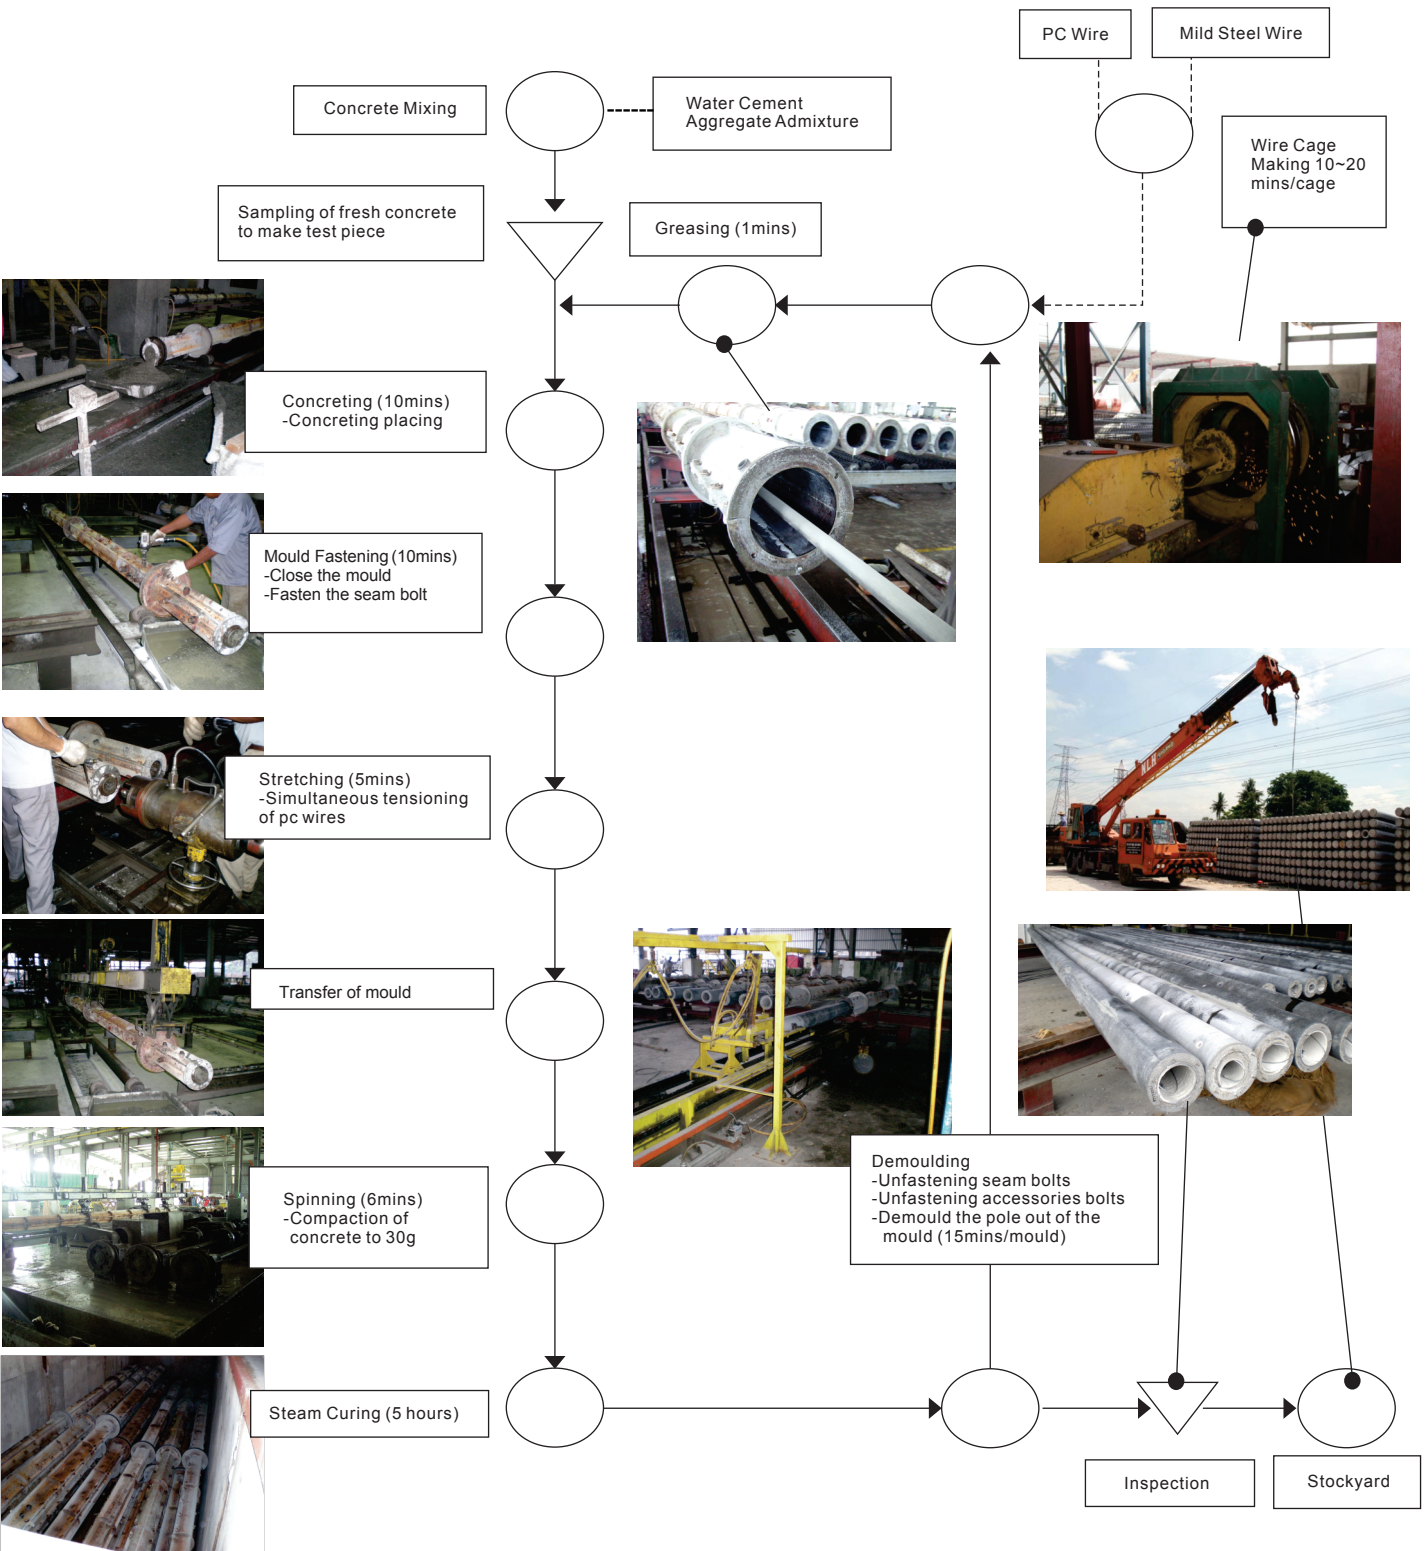 PC Wire
Mild Steel Wire
Concrete Mixing
Water Cement
Aggregate Admixture
Wire Cage
Making 10~20
mins/cage
Sampling of fresh concrete
to make test piece
Greasing (1mins)
Concreting (10mins)
-Concreting placing
Mould Fastening (10mins)
-Close the mould
-Fasten the seam bolt
Stretching (5mins)
-Simultaneous tensioning
of pc wires
NLH
Transfer of mould
Demoulding
-Unfastening seam bolts
-Unfastening accessories bolts
-Demould the pole out of the
mould (15mins/mould)
Spinning (6mins)
-Compaction of
concrete to 30g
Steam Curing (5 hours)
Inspection
Stockyard